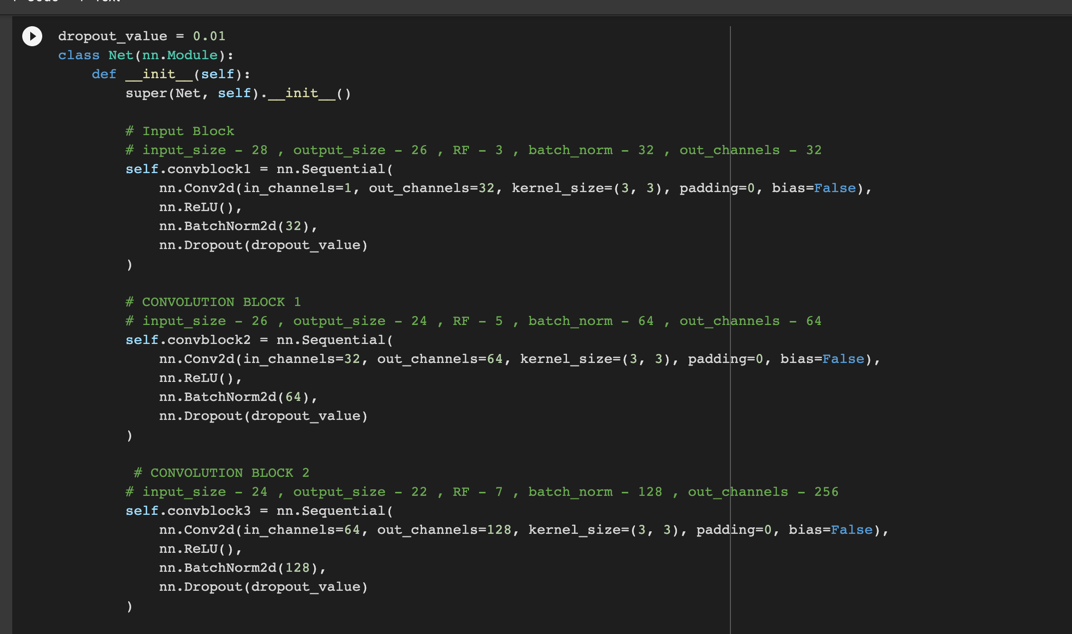 dropout_value = 0.01
class Net(nn.Module):
    def __init__(self):
        super(Net, self).__init__()

        # Input Block
        # input_size - 28 , output_size - 26 , RF - 3 , batch_norm - 32 , out_channels - 32
        self.convblock1 = nn.Sequential(
            nn.Conv2d(in_channels=1, out_channels=32, kernel_size=(3, 3), padding=0, bias=False),
            nn.ReLU(),
            nn.BatchNorm2d(32),
            nn.Dropout(dropout_value)
        )

        # CONVOLUTION BLOCK 1
        # input_size - 26 , output_size - 24 , RF - 5 , batch_norm - 64 , out_channels - 64
        self.convblock2 = nn.Sequential(
            nn.Conv2d(in_channels=32, out_channels=64, kernel_size=(3, 3), padding=0, bias=False),
            nn.ReLU(),
            nn.BatchNorm2d(64),
            nn.Dropout(dropout_value)
        )

         # CONVOLUTION BLOCK 2
        # input_size - 24 , output_size - 22 , RF - 7 , batch_norm - 128 , out_channels - 256
        self.convblock3 = nn.Sequential(
            nn.Conv2d(in_channels=64, out_channels=128, kernel_size=(3, 3), padding=0, bias=False),
            nn.ReLU(),
            nn.BatchNorm2d(128),
            nn.Dropout(dropout_value)
        )